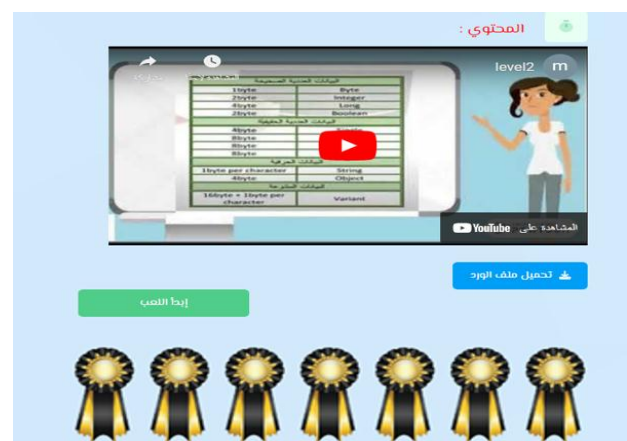 المحتوي :
level2 m
البيانات العددية الصحيحة
1byte Byte
2byte Integer
4byte Long
2byte Boolean
البيانات العددية الحقيقية
4byte
8byte
8byte
8byte
البيانات الحرفية
1byte per character String
4byte Object
البيانات
16byte + 1byte per character Variant
المشاهدة على YouTube
تحميل ملف الورد
إبدأ اللعب